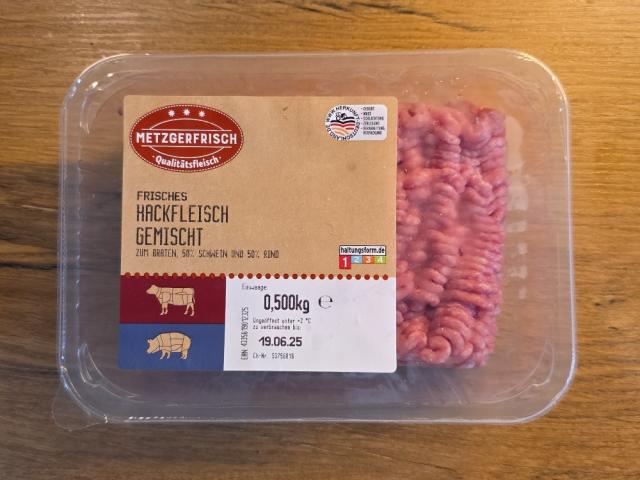 METZGERFRISCH
Qualitätsfleisch
FRISCHES
HACKFLEISCH
GEMISCHT
ZUM BRATEN, 50% SCHWEIN UND 50% RIND
haltungsform.de
1 2 3 4
Einwaage:
0,500kg e
Ungeöffnet unter +2 °C
zu verbrauchen bis:
19.06.25